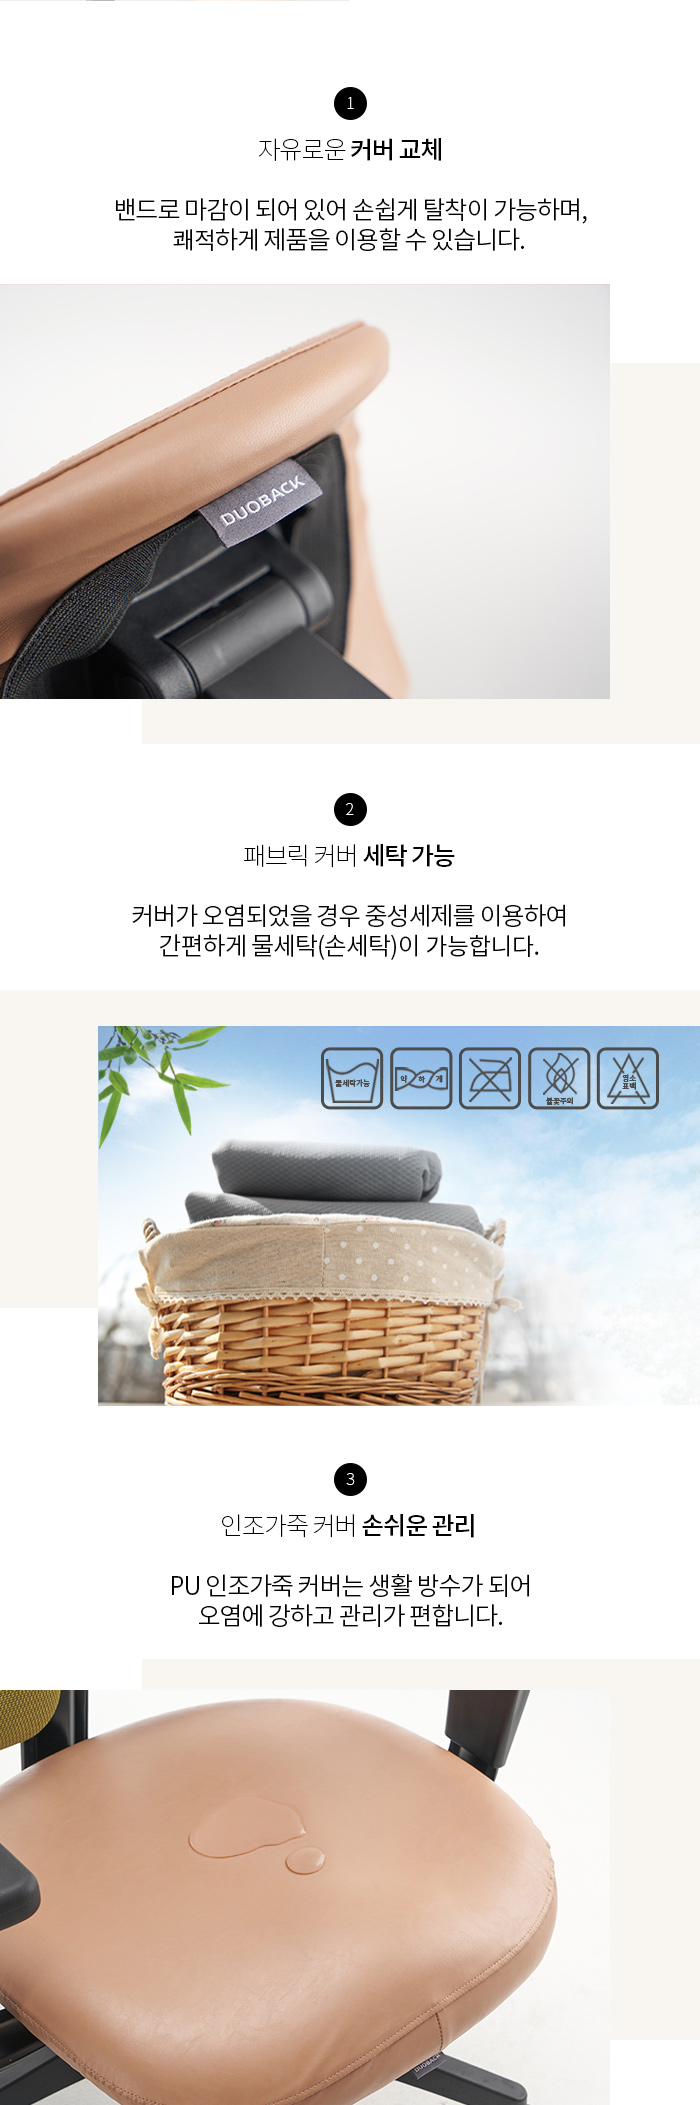 1
자유로운 커버 교체
밴드로 마감이 되어 있어 손쉽게 탈착이 가능하며,
쾌적하게 제품을 이용할 수 있습니다.
DUOBACK
2
패브릭 커버 세탁 가능
커버가 오염되었을 경우 중성세제를 이용하여
간편하게 물세탁(손세탁)이 가능합니다.
물세탁가능
약 하 게
불꽃주의
염소
표백
3
인조가죽 커버 손쉬운 관리
PU 인조가죽 커버는 생활 방수가 되어
오염에 강하고 관리가 편합니다.
DUOBACK